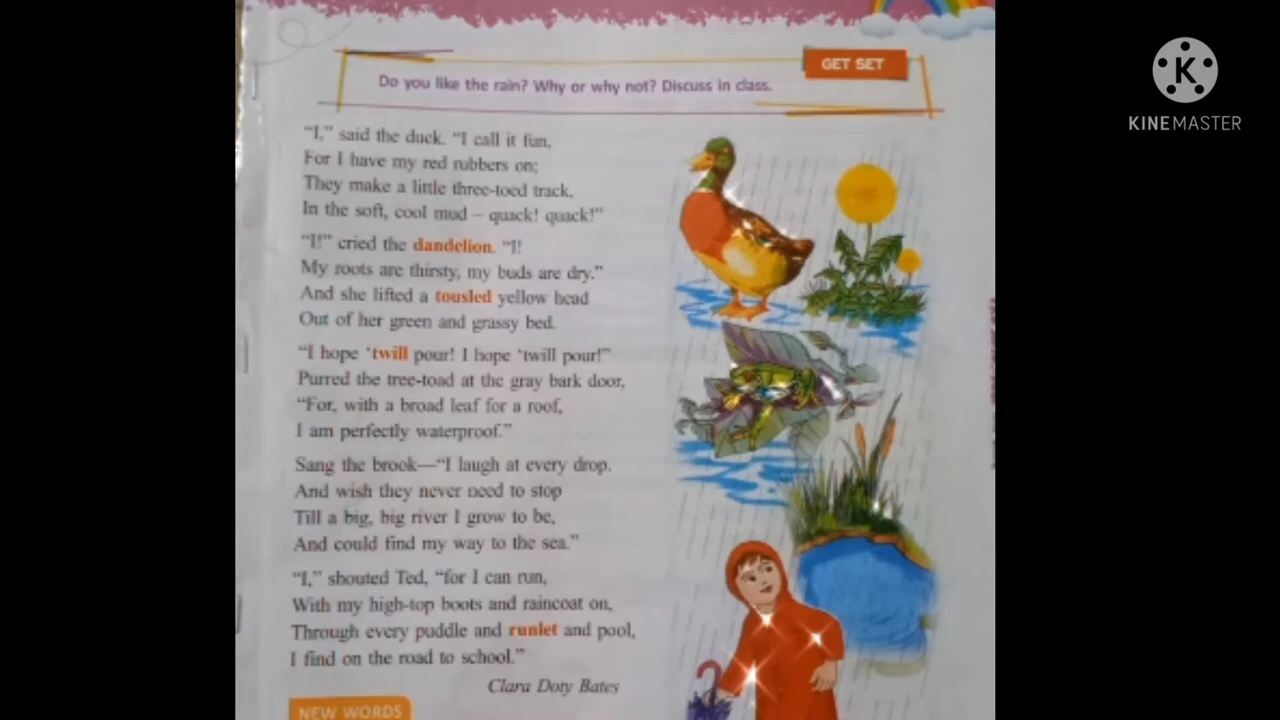 GET SET
Do you like the rain? Why or why not? Discuss in class.
"I," said the duck. "I call it fun,
For I have my red rubbers on;
They make a little three-toed track,
In the soft, cool mud – quack! quack!"
"I!" cried the dandelion. "I!
My roots are thirsty, my buds are dry."
And she lifted a tousled yellow head
Out of her green and grassy bed.
"I hope 'twill pour! I hope 'twill pour!"
Purred the tree-toad at the gray bark door,
"For, with a broad leaf for a roof,
I am perfectly waterproof."
Sang the brook—"I laugh at every drop.
And wish they never need to stop
Till a big, big river I grow to be,
And could find my way to the sea."
"I," shouted Ted, "for I can run,
With my high-top boots and raincoat on,
Through every puddle and runlet and pool,
I find on the road to school."
Clara Doty Bates
NEW WORDS
K
KINEMASTER